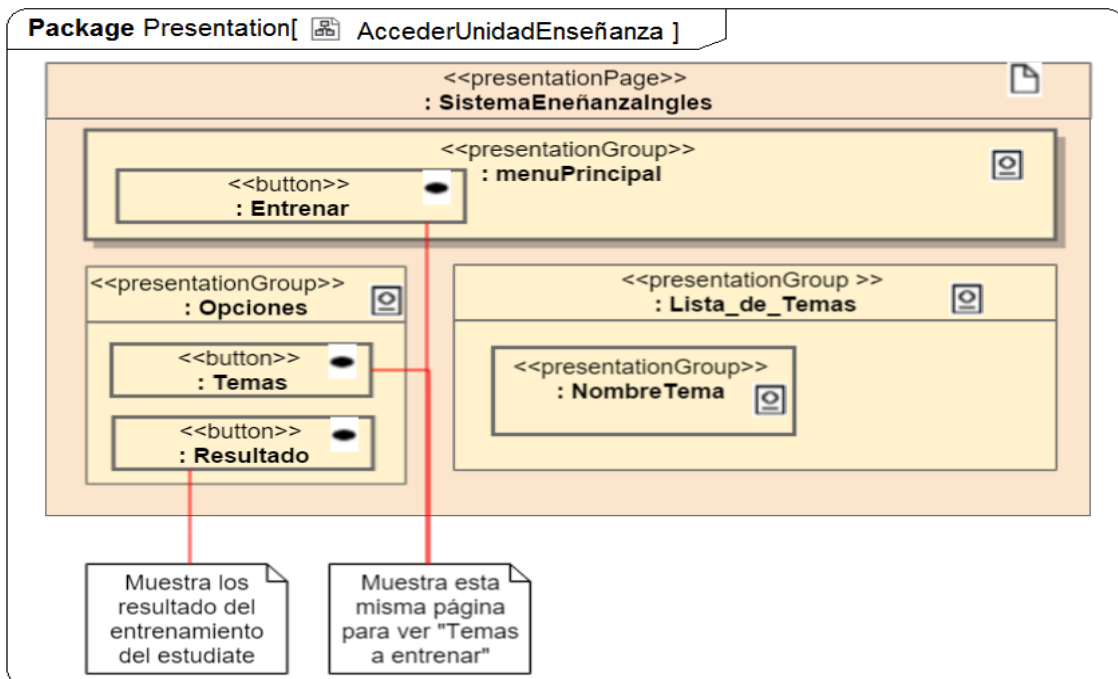 Package Presentation[ AccederUnidadEnseñanza ]
<<presentationPage>>
: SistemaEneñanzaIngles
<<presentationGroup>>
: menuPrincipal
<<button>>
: Entrenar
<<presentationGroup>>
: Opciones
<<button>>
: Temas
<<button>>
: Resultado
<<presentationGroup >>
: Lista_de_Temas
<<presentationGroup>>
: NombreTema
Muestra los
resultado del
entrenamiento
del estudiate
Muestra esta
misma página
para ver "Temas
a entrenar"